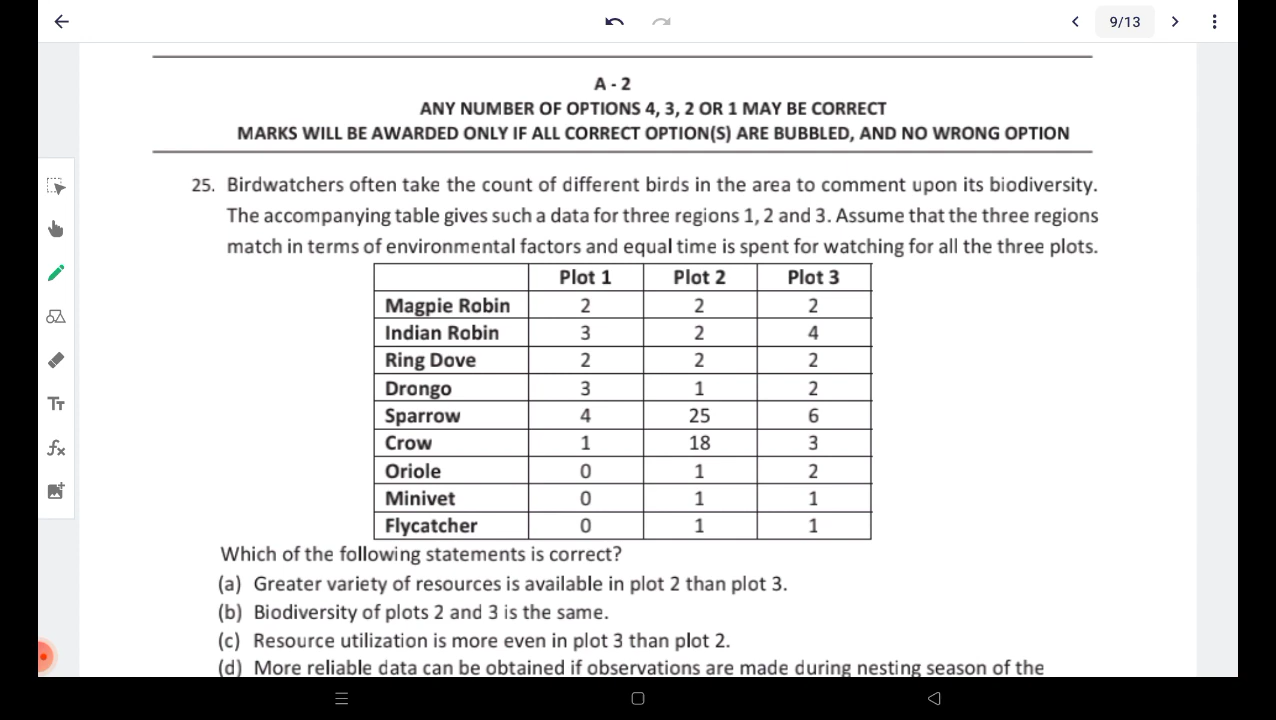 9/13
A - 2
ANY NUMBER OF OPTIONS 4, 3, 2 OR 1 MAY BE CORRECT
MARKS WILL BE AWARDED ONLY IF ALL CORRECT OPTION(S) ARE BUBBLED, AND NO WRONG OPTION
25. Birdwatchers often take the count of different birds in the area to comment upon its biodiversity.
The accompanying table gives such a data for three regions 1, 2 and 3. Assume that the three regions
match in terms of environmental factors and equal time is spent for watching for all the three plots.
Plot 1 Plot 2 Plot 3
Magpie Robin 2 2 2
Indian Robin 3 2 4
Ring Dove 2 2 2
Drongo 3 1 2
Sparrow 4 25 6
Crow 1 18 3
Oriole 0 1 2
Minivet 0 1 1
Flycatcher 0 1 1
Which of the following statements is correct?
(a) Greater variety of resources is available in plot 2 than plot 3.
(b) Biodiversity of plots 2 and 3 is the same.
(c) Resource utilization is more even in plot 3 than plot 2.
(d) More reliable data can be obtained if observations are made during nesting season of the
Tт
fx